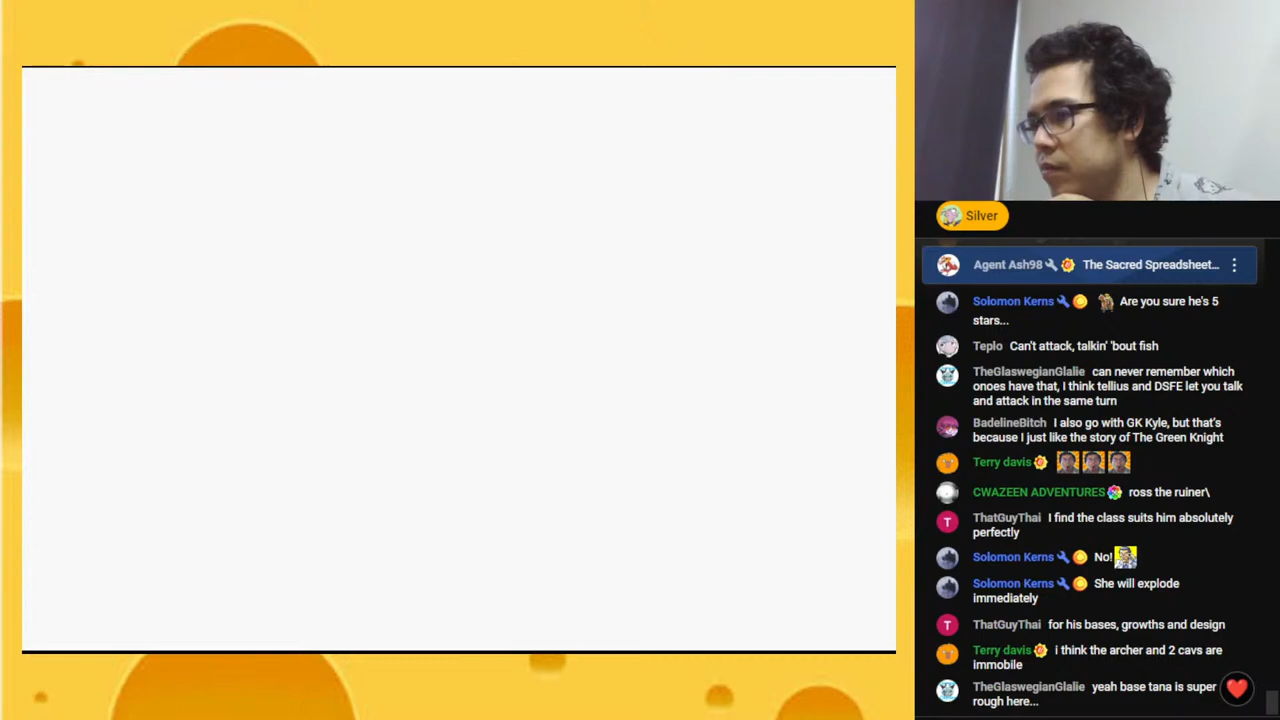 Silver
Agent Ash98 The Sacred Spreadsheet...
Solomon Kerns Are you sure he's 5
stars...
Teplo Can't attack, talkin' 'bout fish
TheGlaswegianGlalie can never remember which
onoes have that, I think tellius and DSFE let you talk
and attack in the same turn
BadelineBitch I also go with GK Kyle, but that's
because I just like the story of The Green Knight
Terry davis
CWAZEEN ADVENTURES ross the ruiner\
ThatGuyThai I find the class suits him absolutely
perfectly
Solomon Kerns No!
Solomon Kerns She will explode
immediately
ThatGuyThai for his bases, growths and design
Terry davis i think the archer and 2 cavs are
immobile
TheGlaswegianGlalie yeah base tana is super
rough here...
T
T